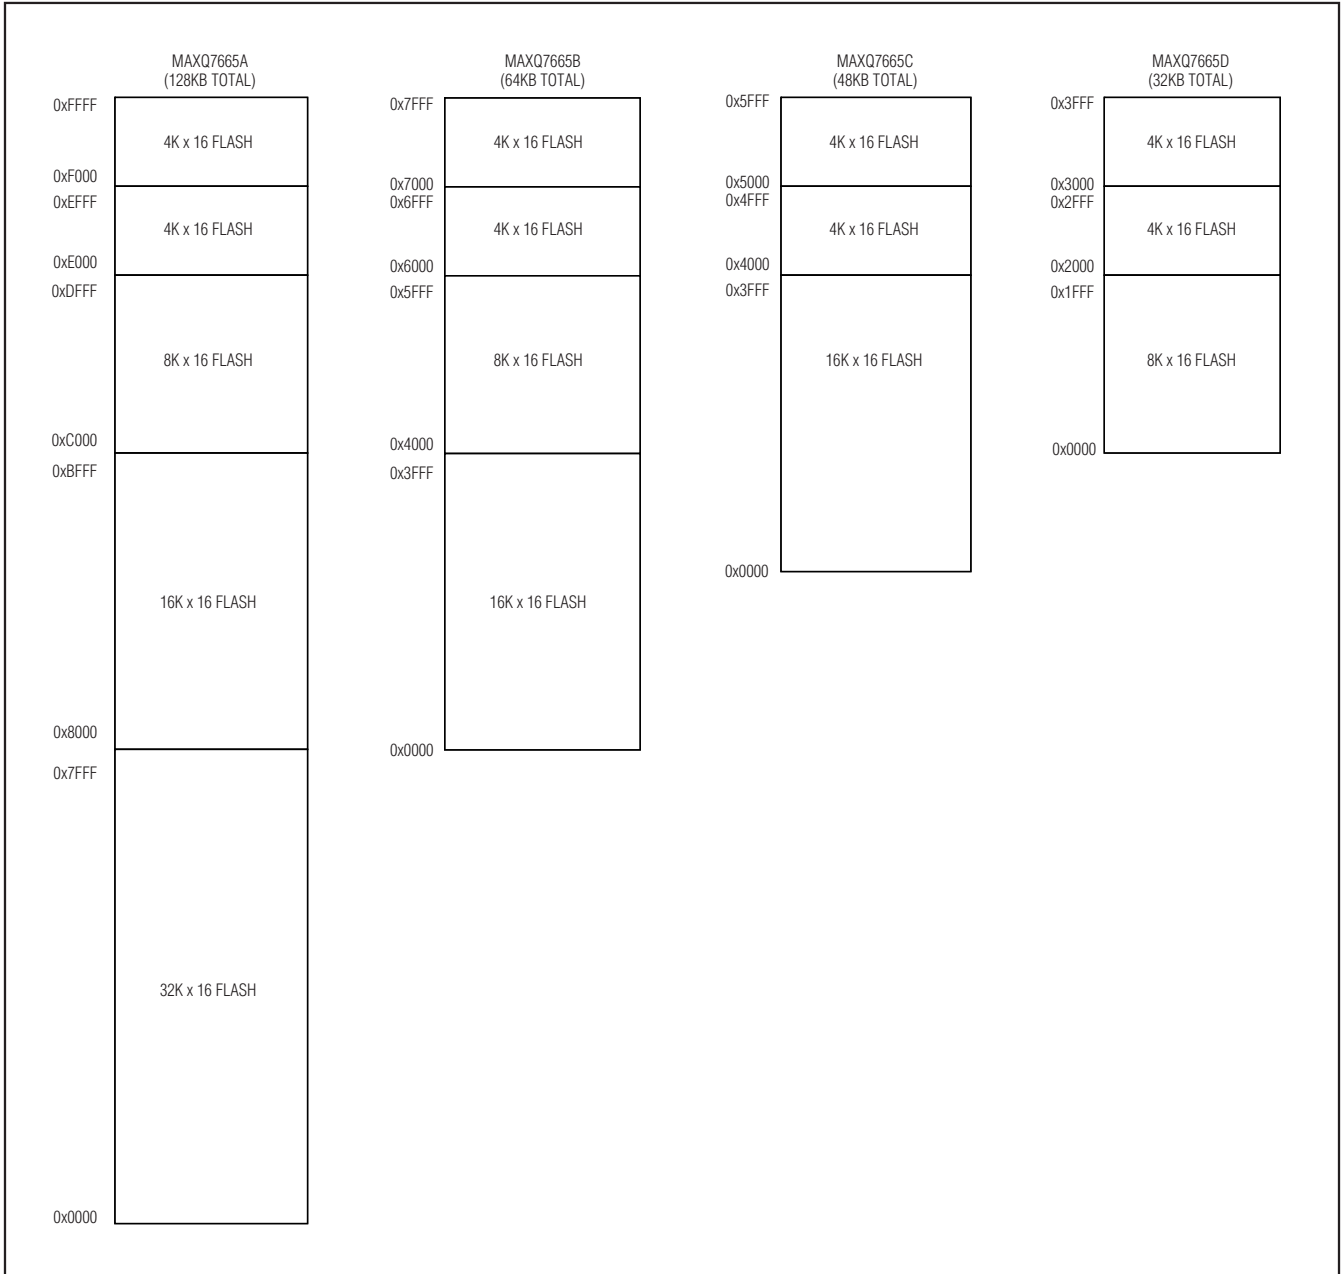 MAXQ7665A
(128KB TOTAL)
0xFFFF
4K x 16 FLASH
0xF000
0xEFFF
4K x 16 FLASH
0xE000
0xDFFF
8K x 16 FLASH
0xC000
0xBFFF
16K x 16 FLASH
0x8000
0x7FFF
32K x 16 FLASH
0x0000
MAXQ7665B
(64KB TOTAL)
0x7FFF
4K x 16 FLASH
0x7000
0x6FFF
4K x 16 FLASH
0x6000
0x5FFF
8K x 16 FLASH
0x4000
0x3FFF
16K x 16 FLASH
0x0000
MAXQ7665C
(48KB TOTAL)
0x5FFF
4K x 16 FLASH
0x5000
0x4FFF
4K x 16 FLASH
0x4000
0x3FFF
16K x 16 FLASH
0x0000
MAXQ7665D
(32KB TOTAL)
0x3FFF
4K x 16 FLASH
0x3000
0x2FFF
4K x 16 FLASH
0x2000
0x1FFF
8K x 16 FLASH
0x0000